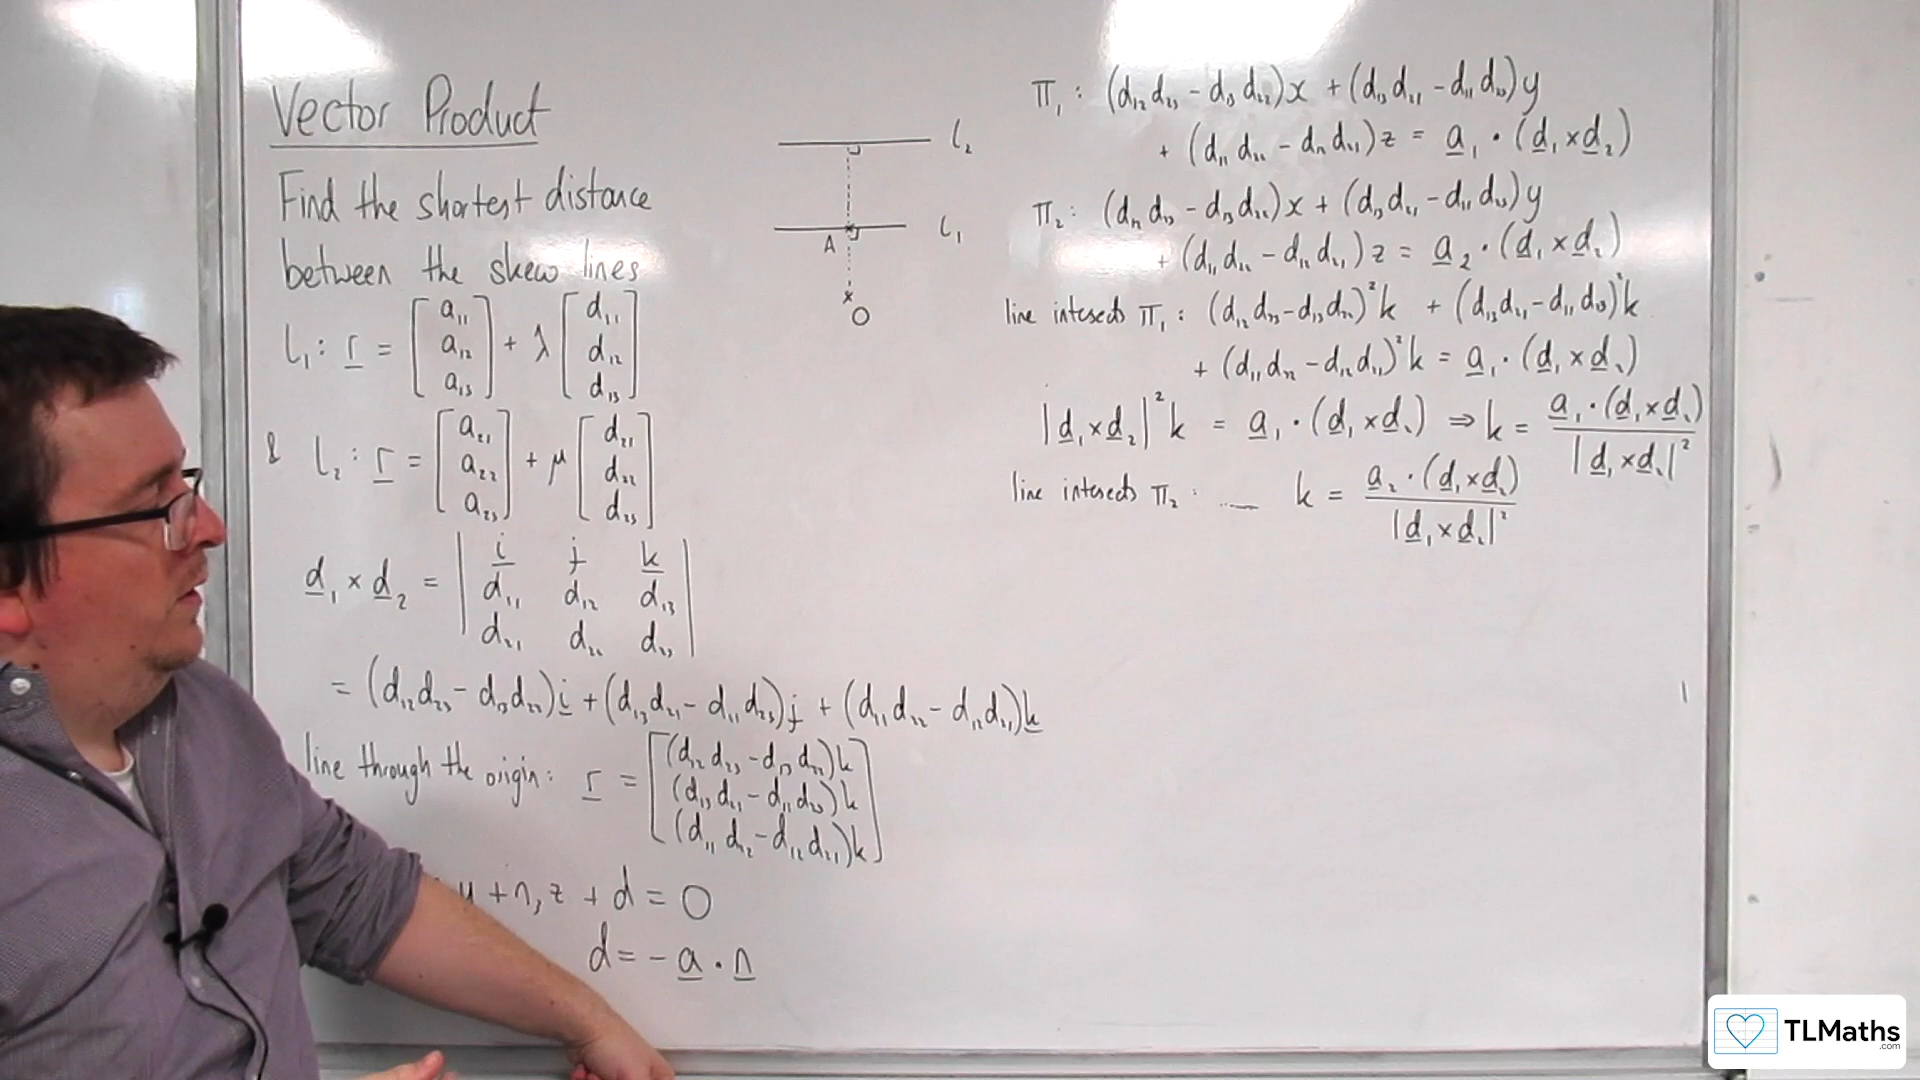 Vector Product
Find the shortest distance
between the skew lines
l₁ : r = [a₁₁ a₁₂ a₁₃] + λ [d₁₁ d₁₂ d₁₃]
& l₂ : r = [a₂₁ a₂₂ a₂₃] + μ [d₂₁ d₂₂ d₂₃]
d₁ × d₂ = | i j k
d₁₁ d₁₂ d₁₃
d₂₁ d₂₂ d₂₃ |
= (d₁₂d₂₃ - d₁₃d₂₂)i + (d₁₃d₂₁ - d₁₁d₂₃)j + (d₁₁d₂₂ - d₁₂d₂₁)k
line through the origin: r = [(d₁₂d₂₃ - d₁₃d₂₂)k
(d₁₃d₂₁ - d₁₁d₂₃)k
(d₁₁d₂₂ - d₁₂d₂₁)k]
y + n₃z + d = 0
d = -a · n
l₂
l₁
A
O
Π₁ : (d₁₂d₂₃ - d₁₃d₂₂)x + (d₁₃d₂₁ - d₁₁d₂₃)y
+ (d₁₁d₂₂ - d₁₂d₂₁)z = a₁ · (d₁ × d₂)
Π₂ : (d₁₂d₂₃ - d₁₃d₂₂)x + (d₁₃d₂₁ - d₁₁d₂₃)y
+ (d₁₁d₂₂ - d₁₂d₂₁)z = a₂ · (d₁ × d₂)
line intersects Π₁ : (d₁₂d₂₃ - d₁₃d₂₂)²k + (d₁₃d₂₁ - d₁₁d₂₃)²k
+ (d₁₁d₂₂ - d₁₂d₂₁)²k = a₁ · (d₁ × d₂)
|d₁ × d₂|²k = a₁ · (d₁ × d₂) ⇒ k = a₁ · (d₁ × d₂) / |d₁ × d₂|²
line intersects Π₂ : ... k = a₂ · (d₁ × d₂) / |d₁ × d₂|²
TLMaths
.com